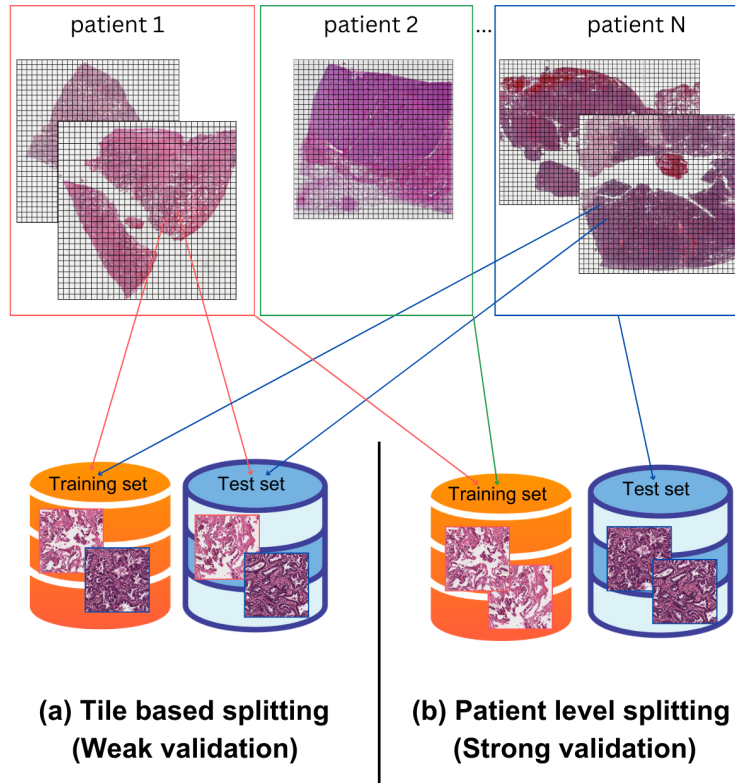 patient 1
patient 2
...
patient N
Training set
Test set
Training set
Test set
(a) Tile based splitting
(Weak validation)
(b) Patient level splitting
(Strong validation)